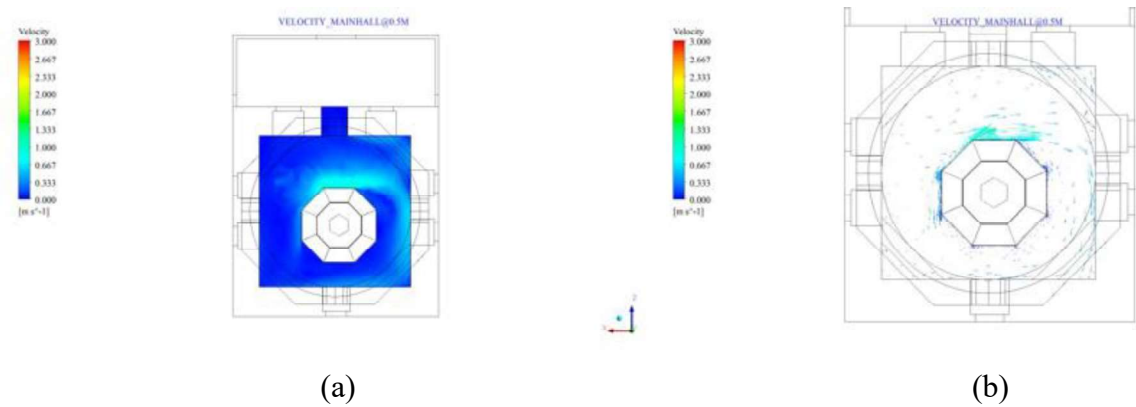 VELOCITY_MAINHALL@0.5M
Velocity
3.000
2.667
2.333
2.000
1.667
1.333
1.000
0.667
0.333
0.000
[m s^-1]
(a)
VELOCITY_MAINHALL@0.5M
Velocity
3.000
2.667
2.333
2.000
1.667
1.333
1.000
0.667
0.333
0.000
[m s^-1]
Z
X
(b)